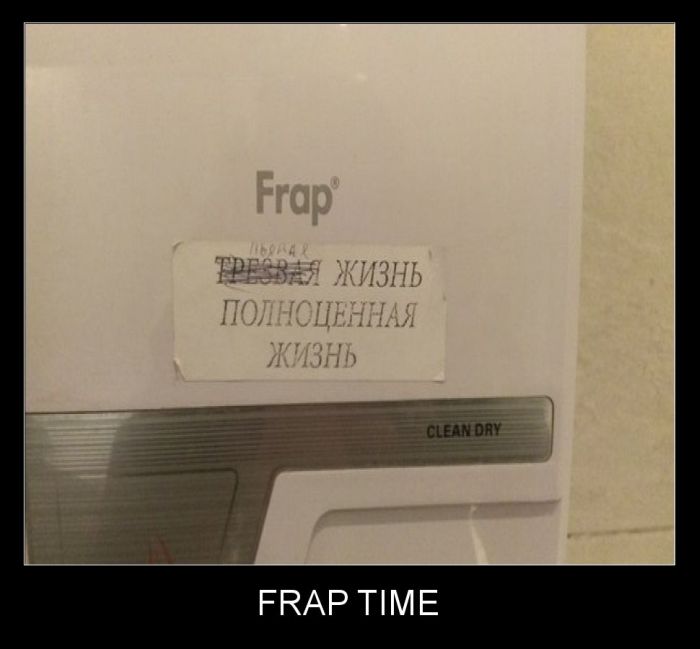 Frap®
пьяная
ТРЕЗВАЯ ЖИЗНЬ
ПОЛНОЦЕННАЯ
ЖИЗНЬ
CLEAN DRY
FRAP TIME